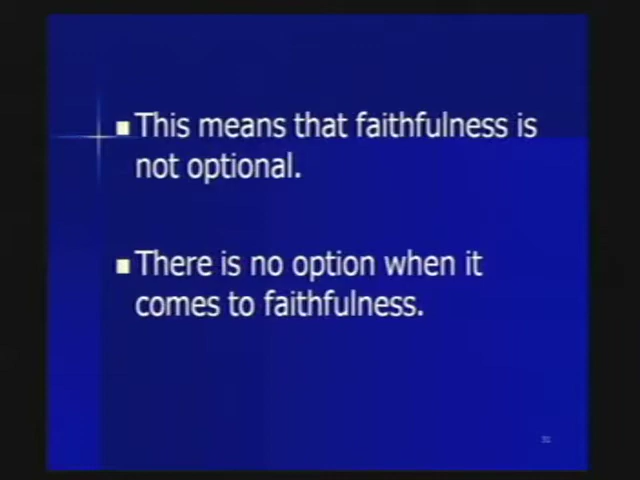 This means that faithfulness is
not optional.
There is no option when it
comes to faithfulness.